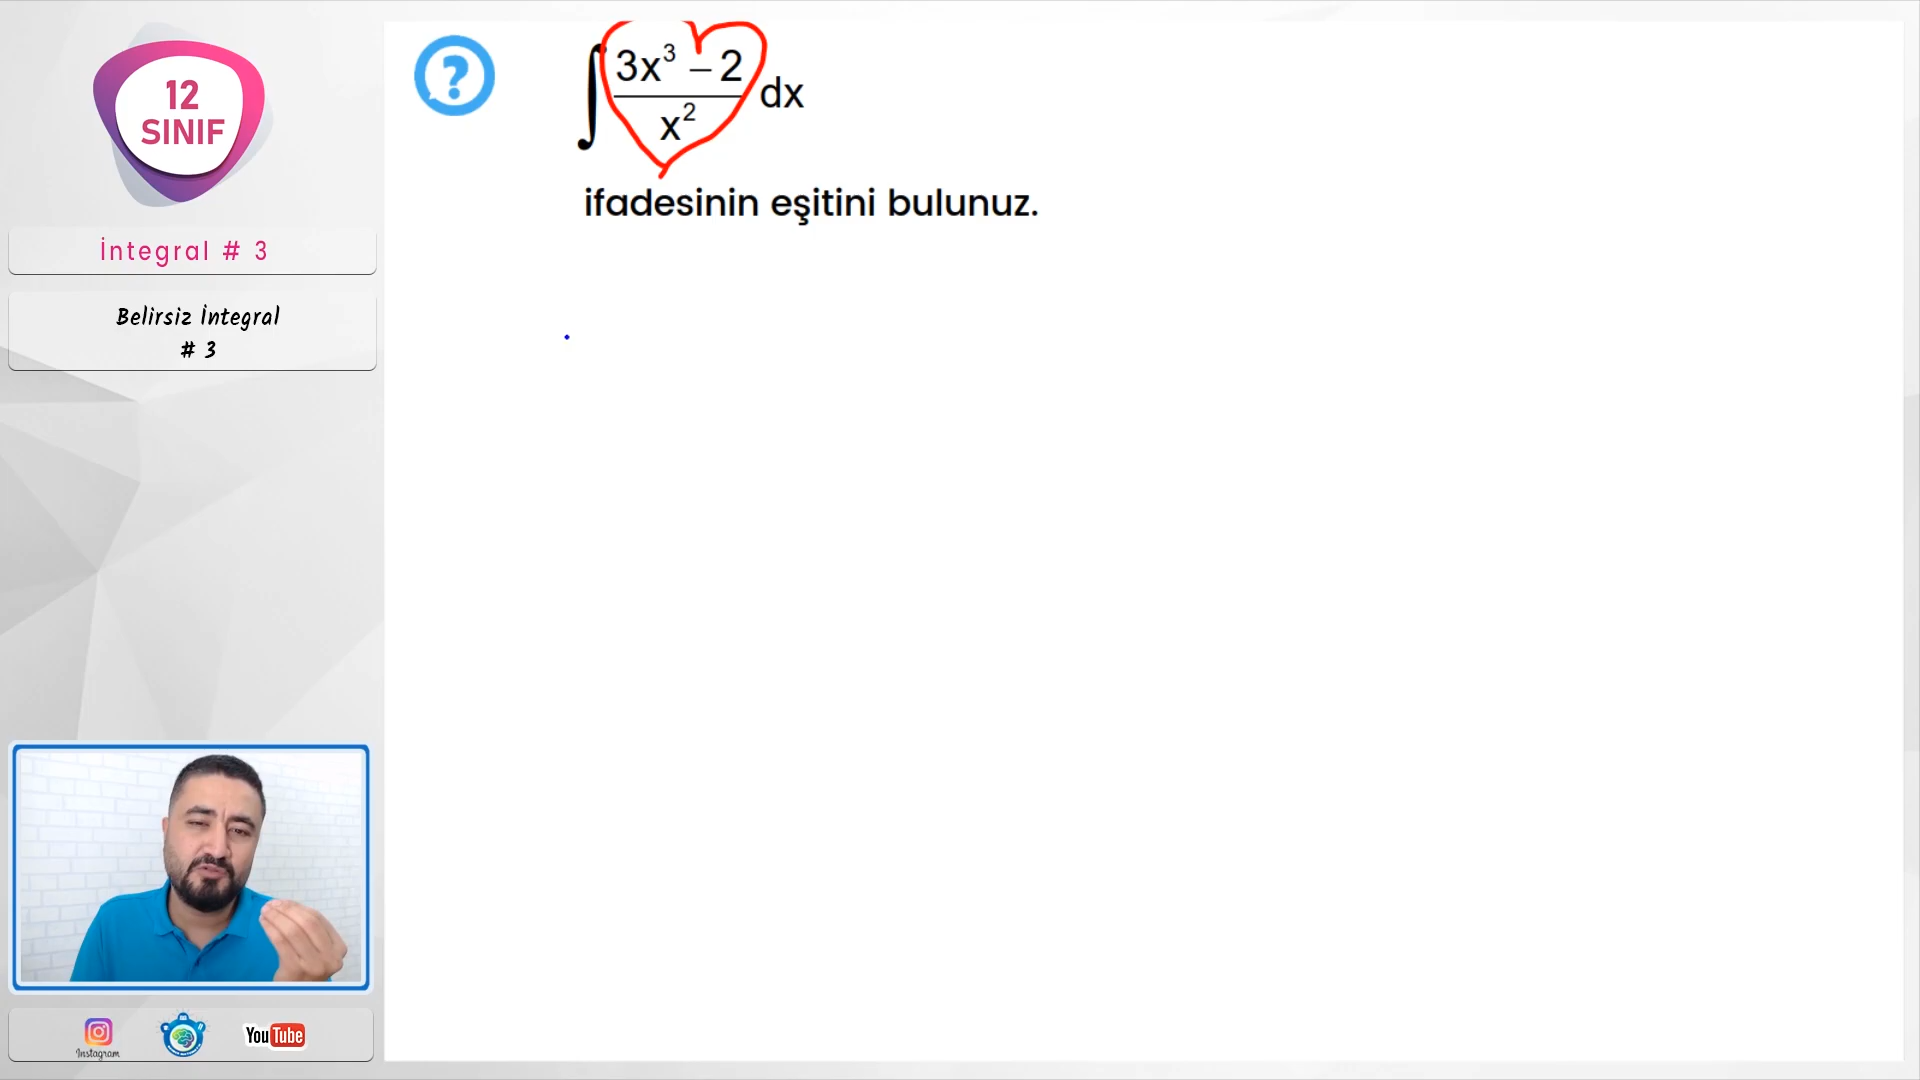 12
SINIF
İntegral # 3
Belirsiz İntegral
# 3
?
∫ (3x³ – 2)/x² dx
ifadesinin eşitini bulunuz.
Instagram
YouTube